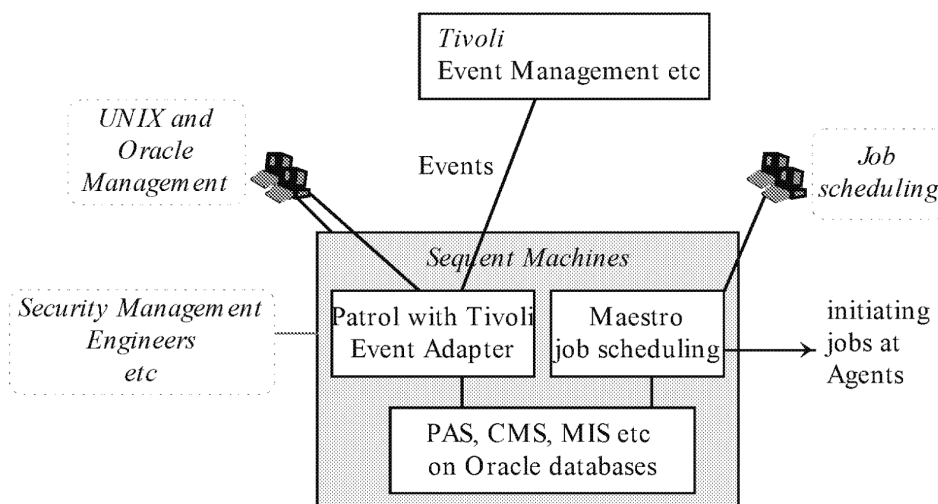 Tivoli
Event Management etc
UNIX and
Oracle
Management
Events
Job
scheduling
Sequent Machines
Security Management
Engineers
etc
Patrol with Tivoli
Event Adapter
Maestro
job scheduling
initiating
jobs at
Agents
PAS, CMS, MIS etc
on Oracle databases